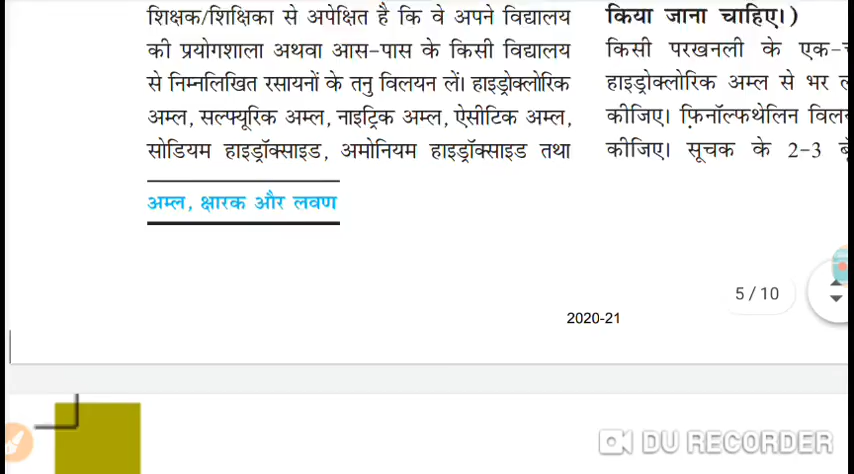 शिक्षक/शिक्षिका से अपेक्षित है कि वे अपने विद्यालय
की प्रयोगशाला अथवा आस-पास के किसी विद्यालय
से निम्नलिखित रसायनों के तनु विलयन लें। हाइड्रोक्लोरिक
अम्ल, सल्फ्यूरिक अम्ल, नाइट्रिक अम्ल, ऐसीटिक अम्ल,
सोडियम हाइड्रॉक्साइड, अमोनियम हाइड्रॉक्साइड तथा
अम्ल, क्षारक और लवण
किया जाना चाहिए।)
किसी परखनली के
हाइड्रोक्लोरिक अम्ल से भर
कीजिए। फ़िनॉल्फथेलिन
कीजिए। सूचक के 2-3
5 / 10
2020-21
DU RECORDER